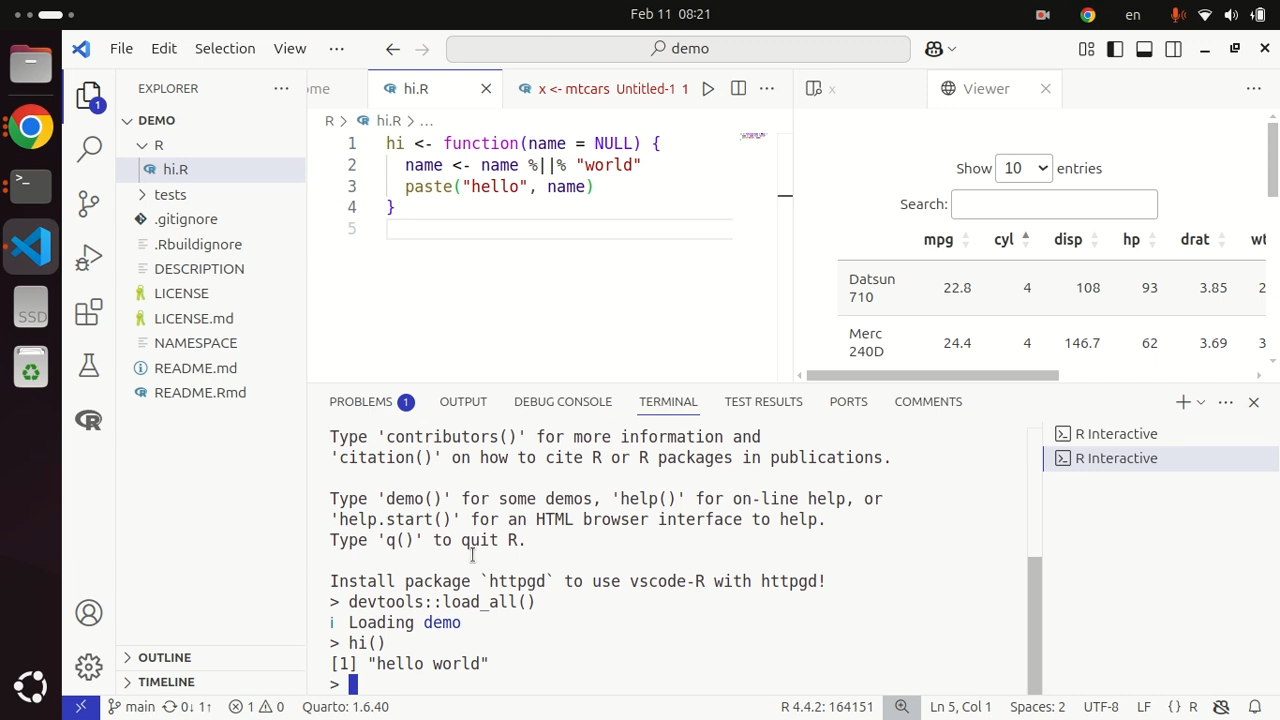 Feb 11 08:21
en
File Edit Selection View ...
demo
EXPLORER
DEMO
R
hi.R
tests
.gitignore
.Rbuildignore
DESCRIPTION
LICENSE
LICENSE.md
NAMESPACE
README.md
README.Rmd
OUTLINE
TIMELINE
1
SSD
ome
hi.R
x <- mtcars Untitled-1 1
R > hi.R > ...
1 hi <- function(name = NULL) {
2 name <- name %||% "world"
3 paste("hello", name)
4 }
5
x
Viewer
Show 10 entries
Search:
mpg cyl disp hp drat wt
Datsun 710 22.8 4 108 93 3.85 2
Merc 240D 24.4 4 146.7 62 3.69 3
PROBLEMS 1 OUTPUT DEBUG CONSOLE TERMINAL TEST RESULTS PORTS COMMENTS
Type 'contributors()' for more information and
'citation()' on how to cite R or R packages in publications.
Type 'demo()' for some demos, 'help()' for on-line help, or
'help.start()' for an HTML browser interface to help.
Type 'q()' to quit R.
Install package `httpgd` to use vscode-R with httpgd!
> devtools::load_all()
i Loading demo
> hi()
[1] "hello world"
>
R Interactive
R Interactive
main 0↓ 1↑ 1 0 Quarto: 1.6.40 R 4.4.2: 164151 Ln 5, Col 1 Spaces: 2 UTF-8 LF {} R